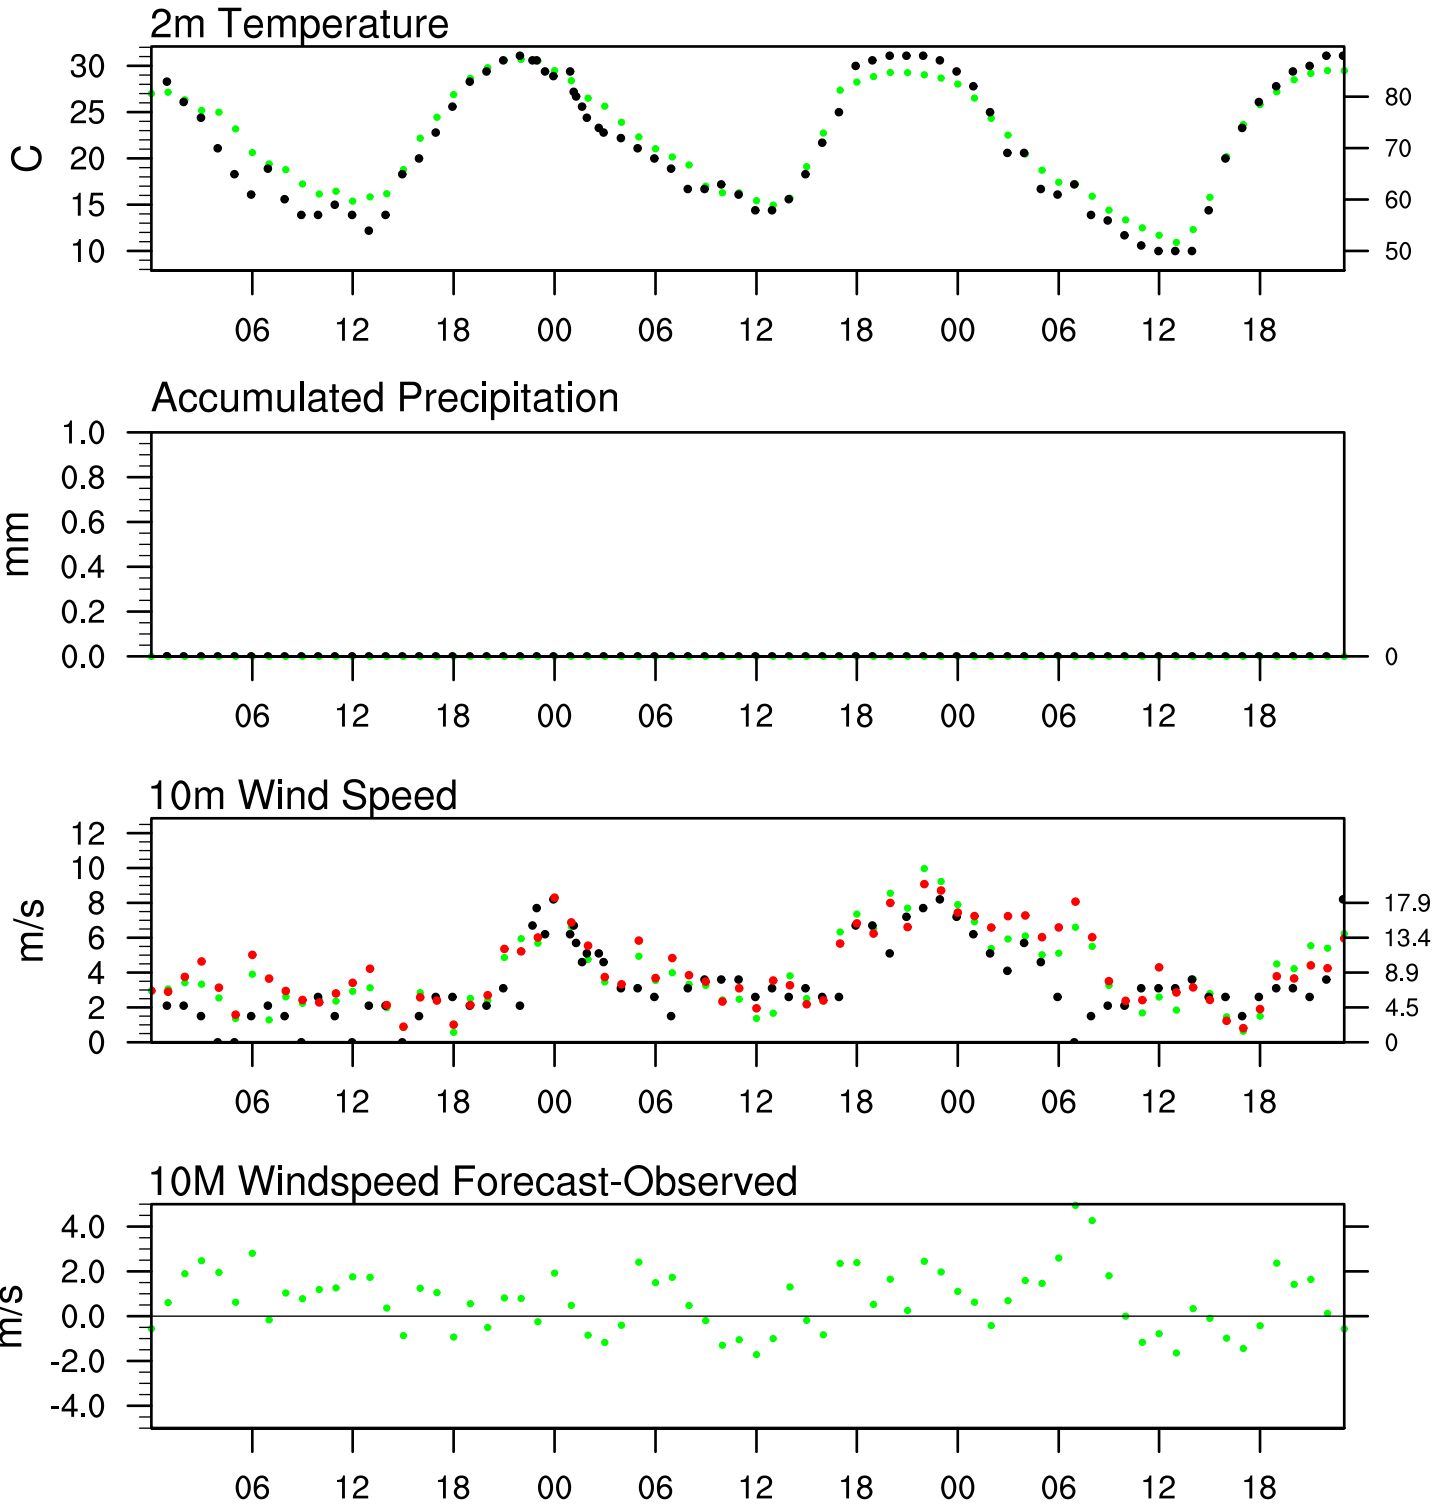 2m Temperature
30
25
20
15
10
C
80
70
60
50
06 12 18 00 06 12 18 00 06 12 18
Accumulated Precipitation
1.0
0.8
0.6
0.4
0.2
0.0
mm
0
06 12 18 00 06 12 18 00 06 12 18
10m Wind Speed
12
10
8
6
4
2
0
m/s
17.9
13.4
8.9
4.5
0
06 12 18 00 06 12 18 00 06 12 18
10M Windspeed Forecast-Observed
4.0
2.0
0.0
-2.0
-4.0
m/s
06 12 18 00 06 12 18 00 06 12 18